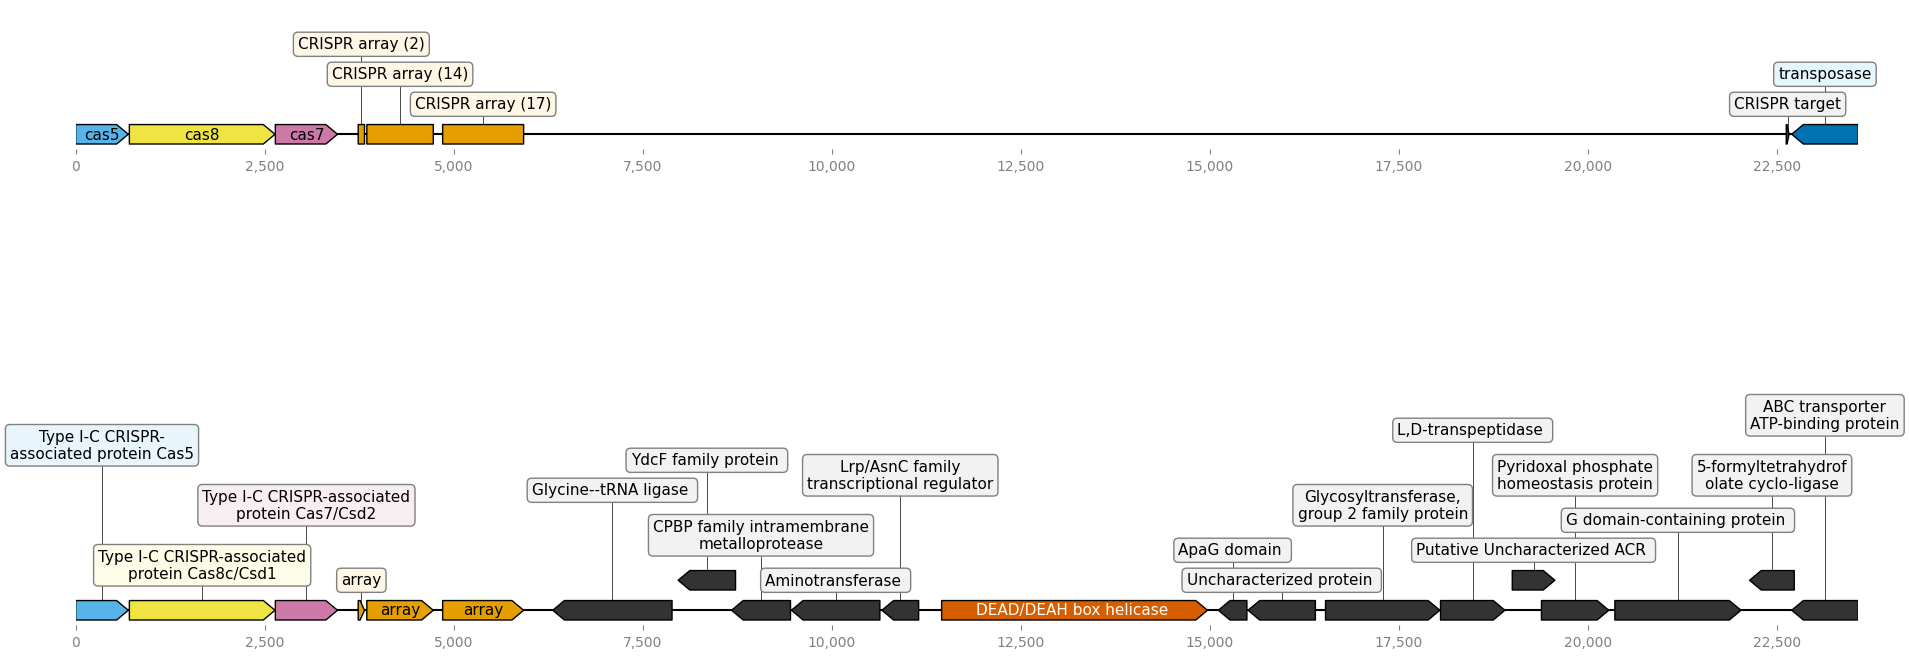 CRISPR array (2)
CRISPR array (14)
transposase
CRISPR array (17)
CRISPR target
cas5
cas8
cas7
0
2,500
5,000
7,500
10,000
12,500
15,000
17,500
20,000
22,500
ABC transporter
ATP-binding protein
L,D-transpeptidase
Type I-C CRISPR-
associated protein Cas5
YdcF family protein
Lrp/AsnC family
transcriptional regulator
Pyridoxal phosphate
homeostasis protein
5-formyltetrahydrof
olate cyclo-ligase
Glycine--tRNA ligase
Type I-C CRISPR-associated
protein Cas7/Csd2
Glycosyltransferase,
group 2 family protein
CPBP family intramembrane
metalloprotease
G domain-containing protein
Type I-C CRISPR-associated
protein Cas8c/Csd1
ApaG domain
Putative Uncharacterized ACR
array
Aminotransferase
Uncharacterized protein
array
array
DEAD/DEAH box helicase
0
2,500
5,000
7,500
10,000
12,500
15,000
17,500
20,000
22,500